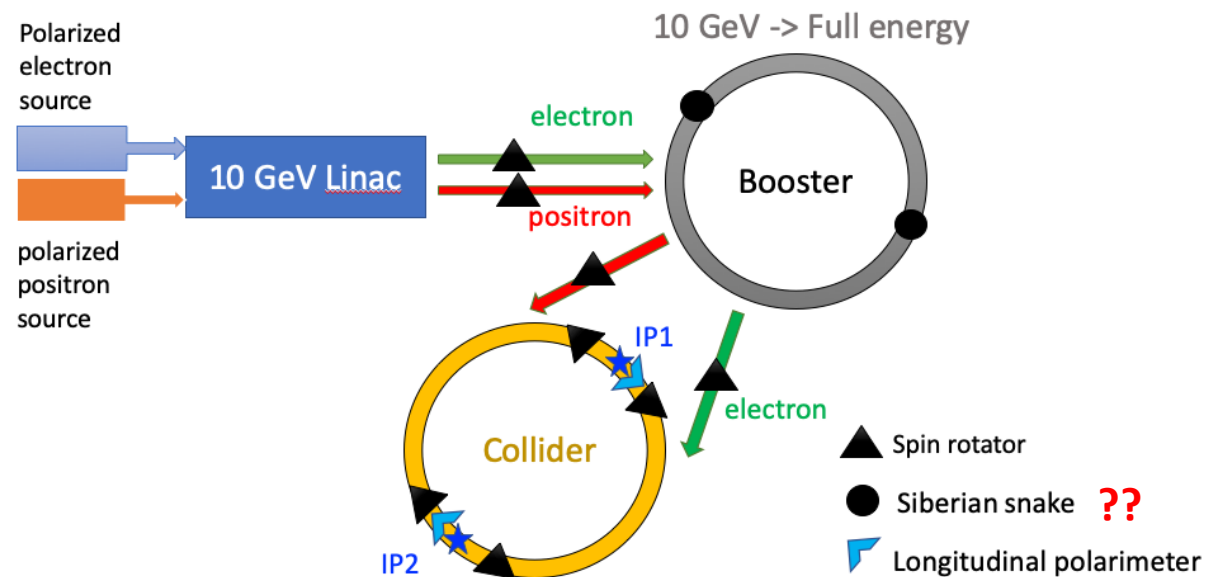 Polarized
electron
source
10 GeV -> Full energy
electron
10 GeV Linac
Booster
positron
polarized
positron
source
IP1
electron
Collider
IP2
Spin rotator
Siberian snake ??
Longitudinal polarimeter